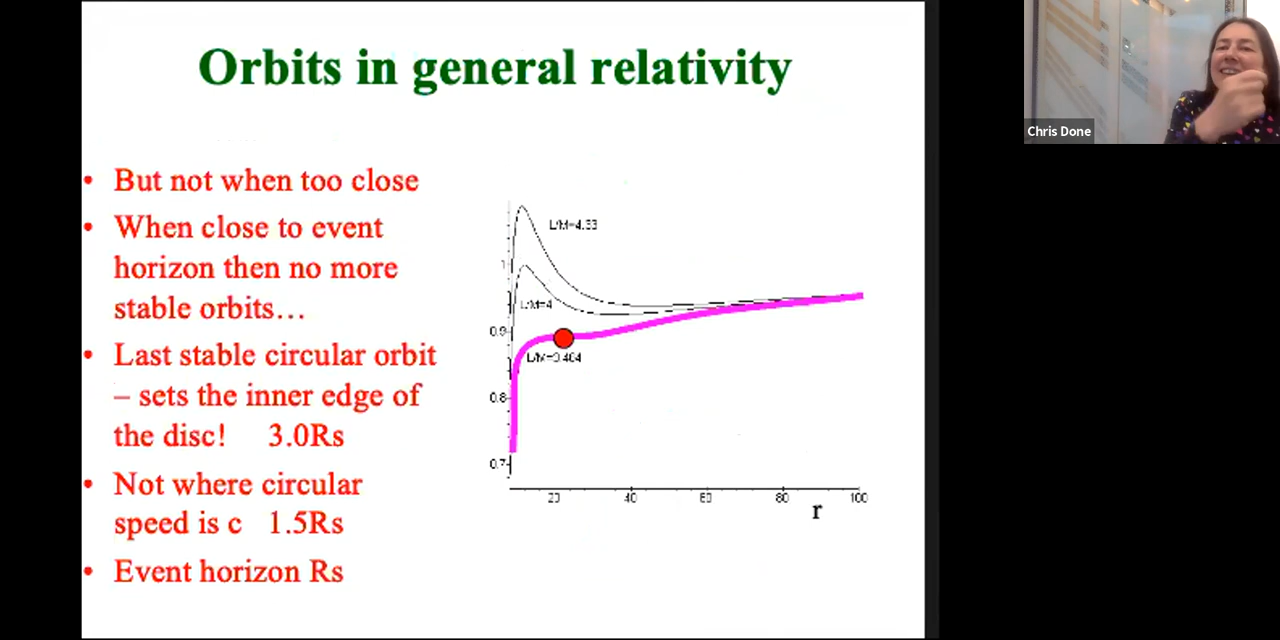 Orbits in general relativity
• But not when too close
• When close to event
horizon then no more
stable orbits…
• Last stable circular orbit
– sets the inner edge of
the disc! 3.0Rs
• Not where circular
speed is c 1.5Rs
• Event horizon Rs
L/M=4.33
1
L/M=4
0.9
L/M=3.464
0.8
0.7
20 40 60 80 100
r
Chris Done